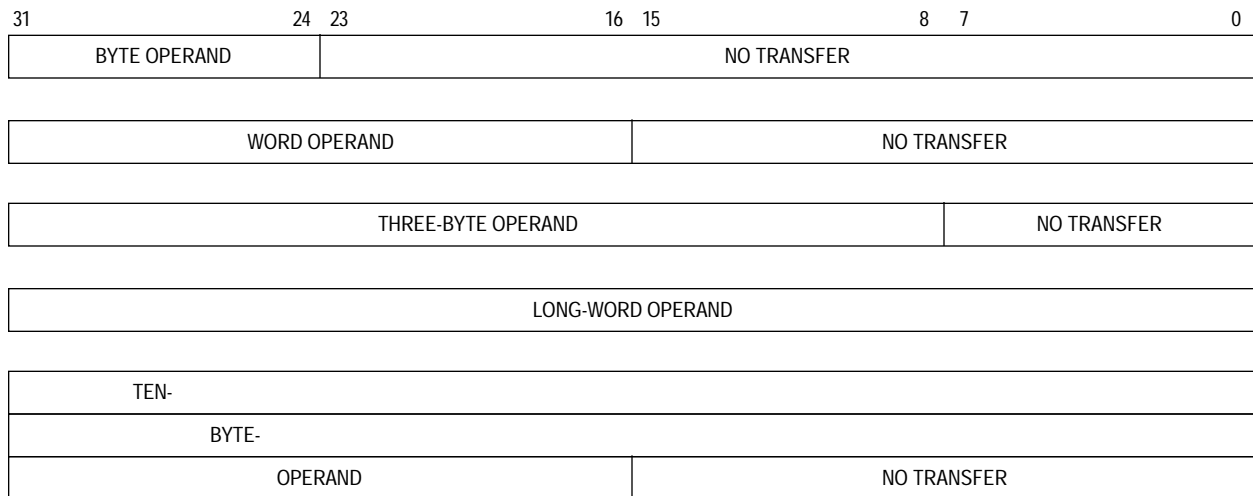 31 24 23 16 15 8 7 0
BYTE OPERAND NO TRANSFER
WORD OPERAND NO TRANSFER
THREE-BYTE OPERAND NO TRANSFER
LONG-WORD OPERAND
TEN-
BYTE-
OPERAND NO TRANSFER